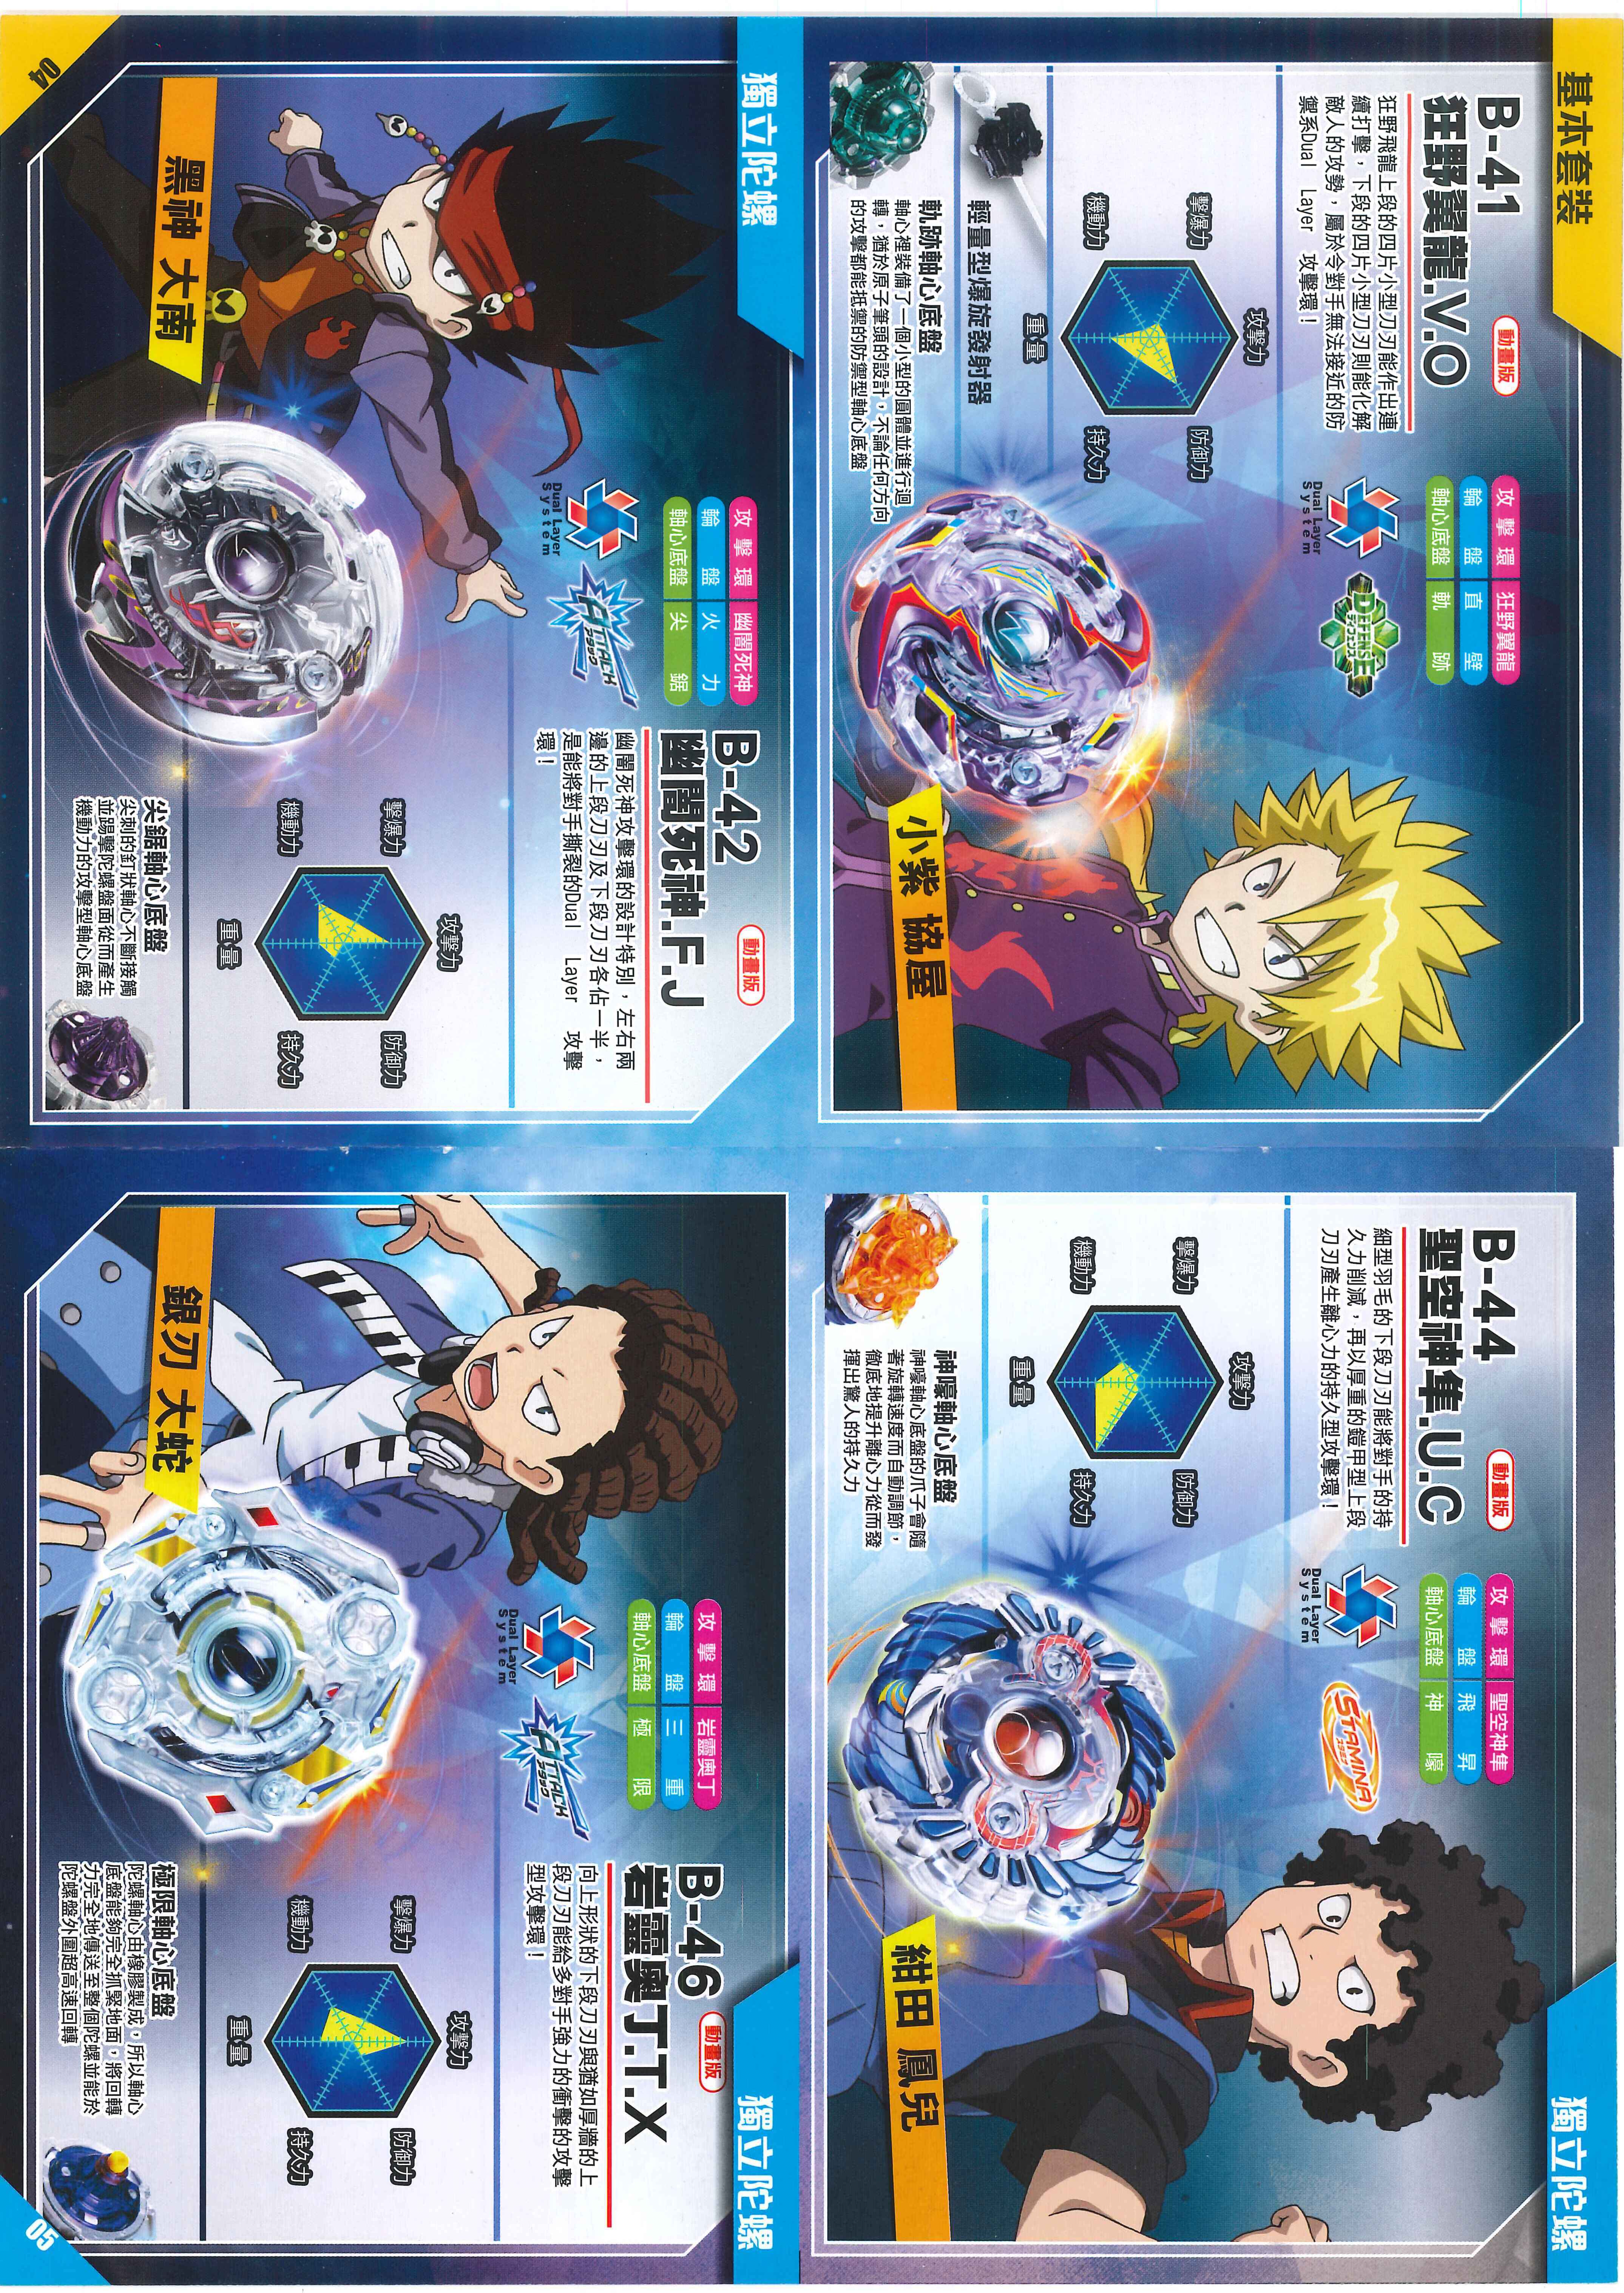 基本套裝
B-41
動畫版
狂野翼龍.V.O
攻擊環 狂野翼龍
輪盤 直壁
軸心底盤 軌跡
狂野飛龍上段的四片小型刀刃能作出連
續打擊，下段的四片小型刀刃則能化解
敵人的攻勢，屬於令對手無法接近的防
禦系Dual Layer 攻擊環！
Dual Layer
System
DEFENSE
ディフェンス
攻擊力
擊爆力
防御力
機動力
持久力
重量
輕量型爆旋發射器
軌跡軸心底盤
軸心裡裝備了一個小型的圓體並進行迴
轉，猶於原子筆頭的設計，不論任何方向
的攻擊都能抵禦的防禦型軸心底盤
小紫 協屋
獨立陀螺
攻擊環 幽闇死神
輪盤 火力
軸心底盤 尖鋸
B-42
動畫版
幽闇死神.F.J
幽闇死神攻擊環的設計特別，左右兩
邊的上段刀刃及下段刀刃各佔一半，
是能將對手撕裂的Dual Layer 攻擊
環！
Dual Layer
System
ATTACK
アタック
攻擊力
擊爆力
防御力
機動力
持久力
重量
黑神 大南
尖鋸軸心底盤
尖刺的釘狀軸心不斷接觸
並踢擊陀螺盤面從而產生
機動力的攻擊型軸心底盤
04
獨立陀螺
B-44
動畫版
聖空神隼.U.C
攻擊環 聖空神隼
輪盤 飛昇
軸心底盤 神嚎
細型羽毛的下段刀刃能將對手的持
久力削減，再以厚重的鎧甲型上段
刀刃產生離心力的持久型攻擊環！
Dual Layer
System
STAMINA
スタミナ
攻擊力
擊爆力
防御力
機動力
持久力
重量
神嚎軸心底盤
神嚎軸心底盤的爪子會隨
著旋轉速度而自動調節，
徹底地提升離心力從而發
揮出驚人的持久力
紺田 鳳兒
獨立陀螺
攻擊環 岩靈奧丁
輪盤 三重
軸心底盤 極限
B-46
動畫版
岩靈奧丁.T.X
向上形狀的下段刀刃與猶如厚牆的上
段刀刃能給多對手強力的衝擊的攻擊
型攻擊環！
Dual Layer
System
ATTACK
アタック
攻擊力
擊爆力
防御力
機動力
持久力
重量
銀刃 大蛇
極限軸心底盤
陀螺軸心由橡膠製成，所以軸心
底盤能夠完全抓緊地面，將回轉
力完全地傳送至整個陀螺並能於
陀螺盤外圍超高速回轉
05